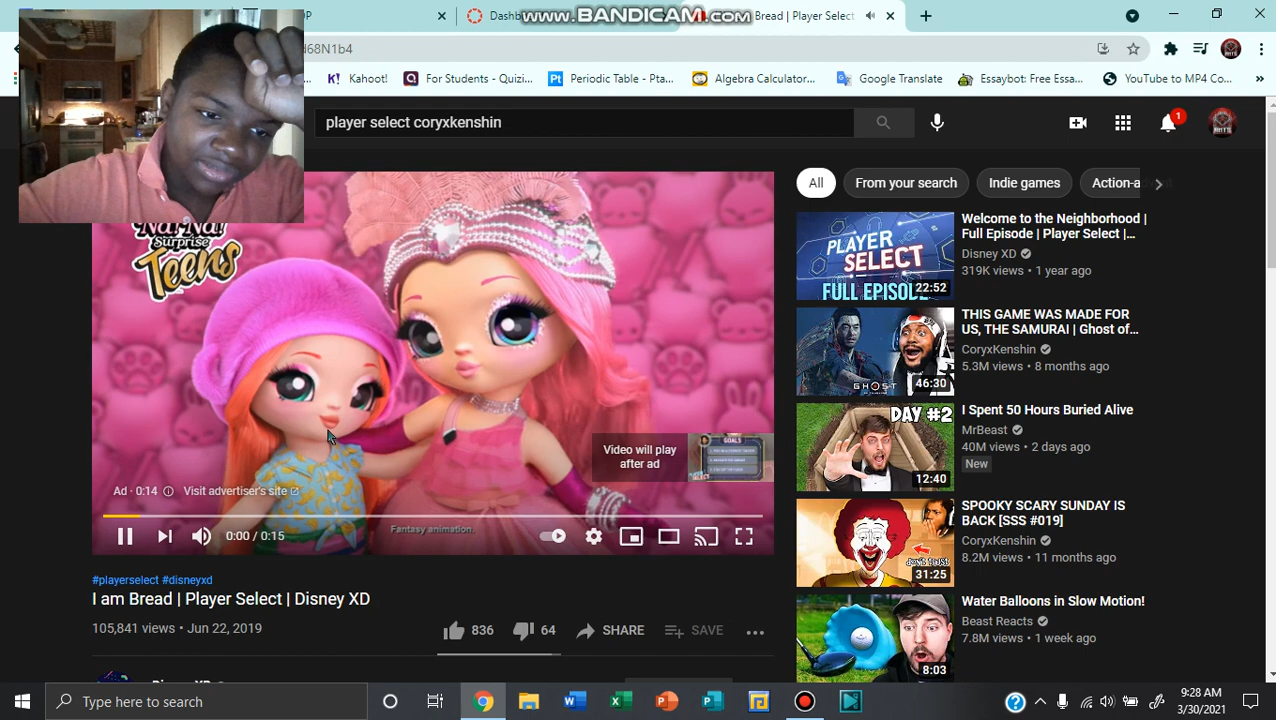 Dashb
www.BANDICAM.com
Bread | Player Select |
d68N1b4
Kahoot!
For Students - Quizi...
Periodic Table - Pta...
Algebra Calculator...
Google Translate
Essaybot: Free Essa...
YouTube to MP4 Co...
player select coryxkenshin
1
All
From your search
Indie games
Na! Na! Na!
Surprise
Teens
Welcome to the Neighborhood |
Full Episode | Player Select |...
Disney XD
319K views • 1 year ago
PLAYER
SELECT
FULL EPISODE
22:52
THIS GAME WAS MADE FOR
US, THE SAMURAI | Ghost of...
CoryxKenshin
5.3M views • 8 months ago
GHOST
46:30
DAY #2
I Spent 50 Hours Buried Alive
MrBeast
40M views • 2 days ago
New
12:40
GOALS
Video will play
after ad
Ad · 0:14
Visit advertiser's site
Fantasy animation.
0:00 / 0:15
SPOOKY SCARY SUNDAY IS
BACK [SSS #019]
CoryxKenshin
8.2M views • 11 months ago
31:25
#playerselect #disneyxd
I am Bread | Player Select | Disney XD
105,841 views • Jun 22, 2019
836
64
SHARE
SAVE
Water Balloons in Slow Motion!
Beast Reacts
7.8M views • 1 week ago
8:03
Type here to search
9:28 AM
3/30/2021